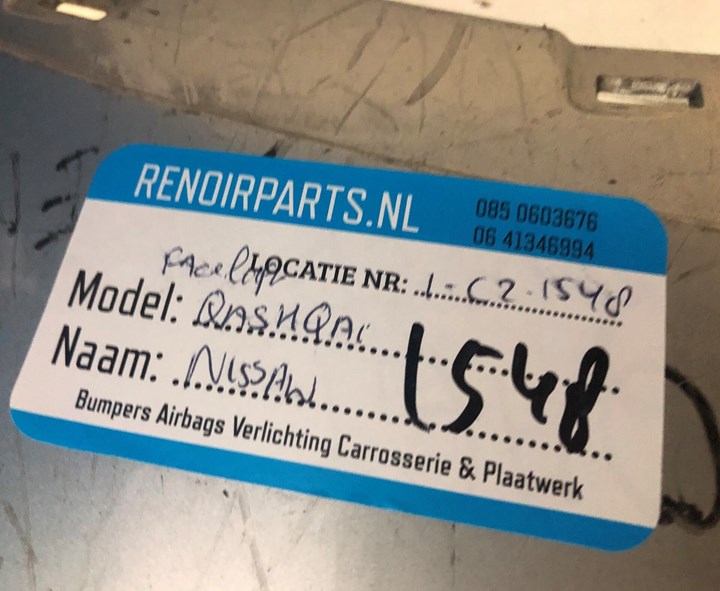 RENOIRPARTS.NL
085 0603676
06 41346994
Facelift
LOCATIE NR: 1-C2-1548
Model: QASHQAI
Naam: NISSAN
1548
Bumpers Airbags Verlichting Carrosserie & Plaatwerk